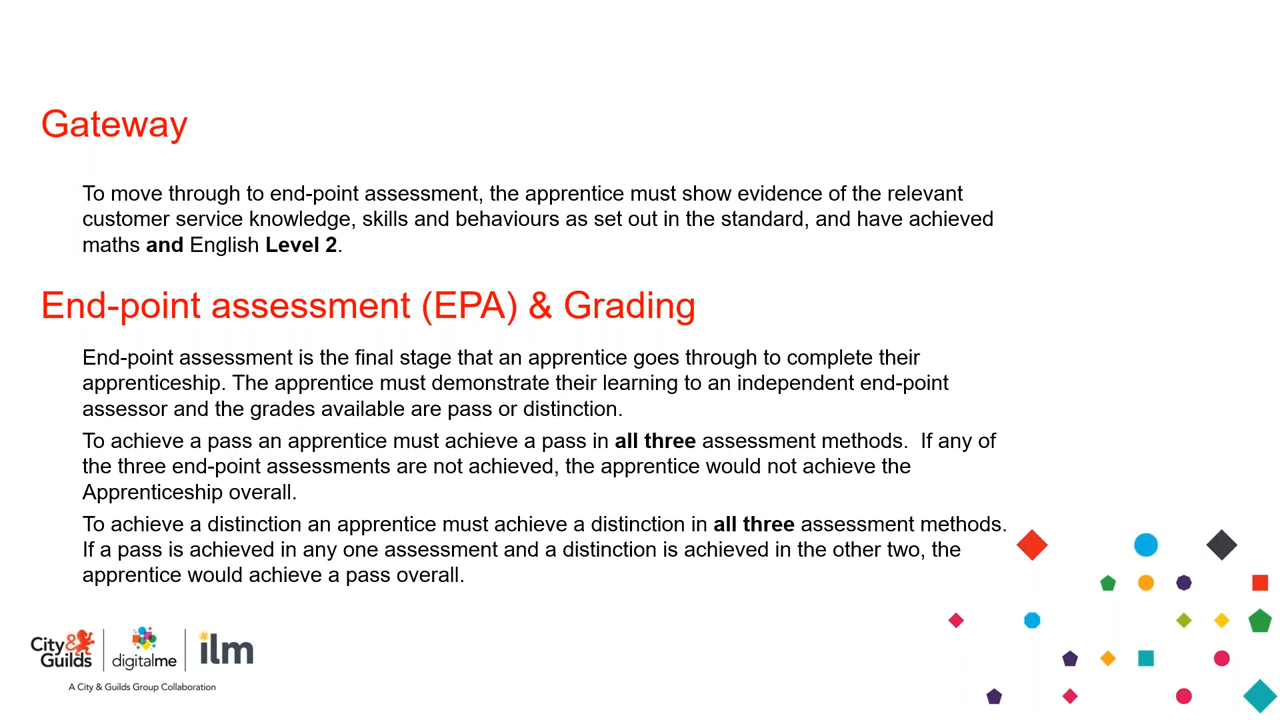 Gateway
To move through to end-point assessment, the apprentice must show evidence of the relevant
customer service knowledge, skills and behaviours as set out in the standard, and have achieved
maths and English Level 2.
End-point assessment (EPA) & Grading
End-point assessment is the final stage that an apprentice goes through to complete their
apprenticeship. The apprentice must demonstrate their learning to an independent end-point
assessor and the grades available are pass or distinction.
To achieve a pass an apprentice must achieve a pass in all three assessment methods.  If any of
the three end-point assessments are not achieved, the apprentice would not achieve the
Apprenticeship overall.
To achieve a distinction an apprentice must achieve a distinction in all three assessment methods.
If a pass is achieved in any one assessment and a distinction is achieved in the other two, the
apprentice would achieve a pass overall.
City&
Guilds
digitalme
ilm
A City & Guilds Group Collaboration